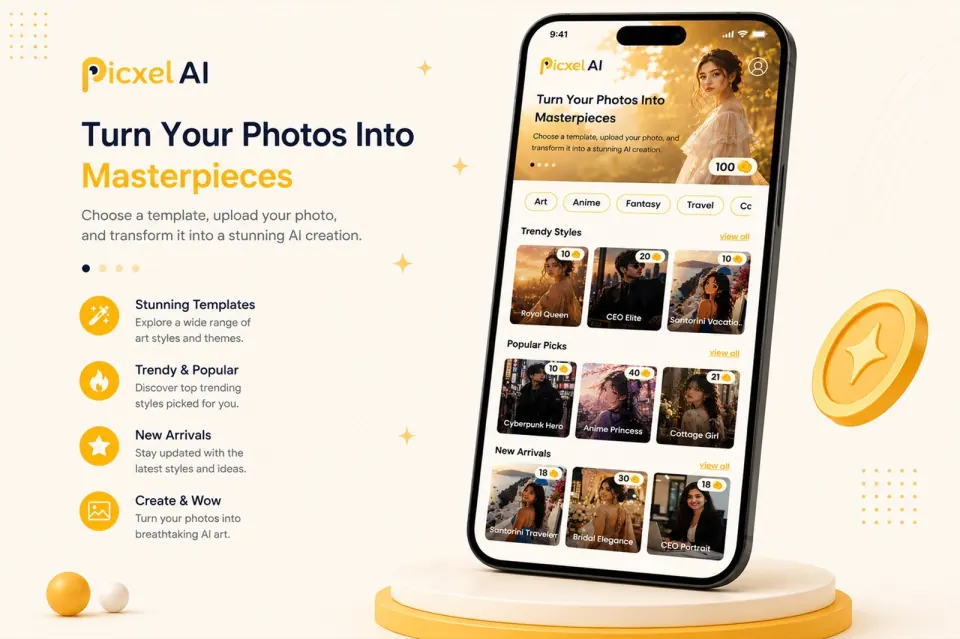 Picxel AI
Turn Your Photos Into
Masterpieces
Choose a template, upload your photo,
and transform it into a stunning AI creation.
Stunning Templates
Explore a wide range of
art styles and themes.
Trendy & Popular
Discover top trending
styles picked for you.
New Arrivals
Stay updated with the
latest styles and ideas.
Create & Wow
Turn your photos into
breathtaking AI art.
9:41
Picxel AI
Turn Your Photos Into
Masterpieces
Choose a template, upload your photo, and
transform it into a stunning AI creation.
100
Art Anime Fantasy Travel Cc
Trendy Styles view all
10 20 10
Royal Queen CEO Elite Santorini Vacatio..
Popular Picks view all
10 40 21
Cyberpunk Hero Anime Princess Cottage Girl
New Arrivals view all
18 30 18
Santorini Traveler Bridal Elegance CEO Portrait